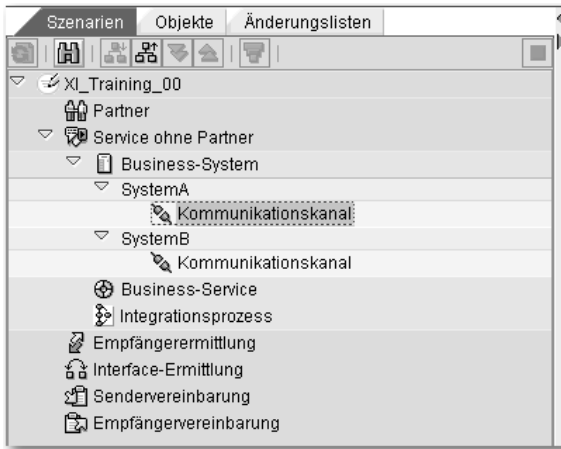 Szenarien Objekte Änderungslisten
XI_Training_00
Partner
Service ohne Partner
Business-System
SystemA
Kommunikationskanal
SystemB
Kommunikationskanal
Business-Service
Integrationsprozess
Empfängerermittlung
Interface-Ermittlung
Sendervereinbarung
Empfängervereinbarung